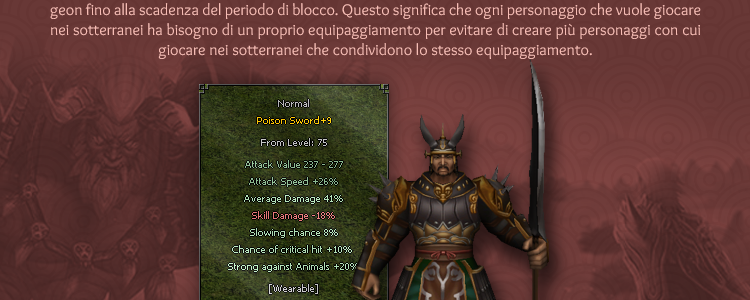 geon fino alla scadenza del periodo di blocco. Questo significa che ogni personaggio che vuole giocare
nei sotterranei ha bisogno di un proprio equipaggiamento per evitare di creare più personaggi con cui
giocare nei sotterranei che condividono lo stesso equipaggiamento.
Normal
Poison Sword+9
From Level: 75
Attack Value 237 - 277
Attack Speed +26%
Average Damage 41%
Skill Damage -18%
Slowing chance 8%
Chance of critical hit +10%
Strong against Animals +20%
[Wearable]